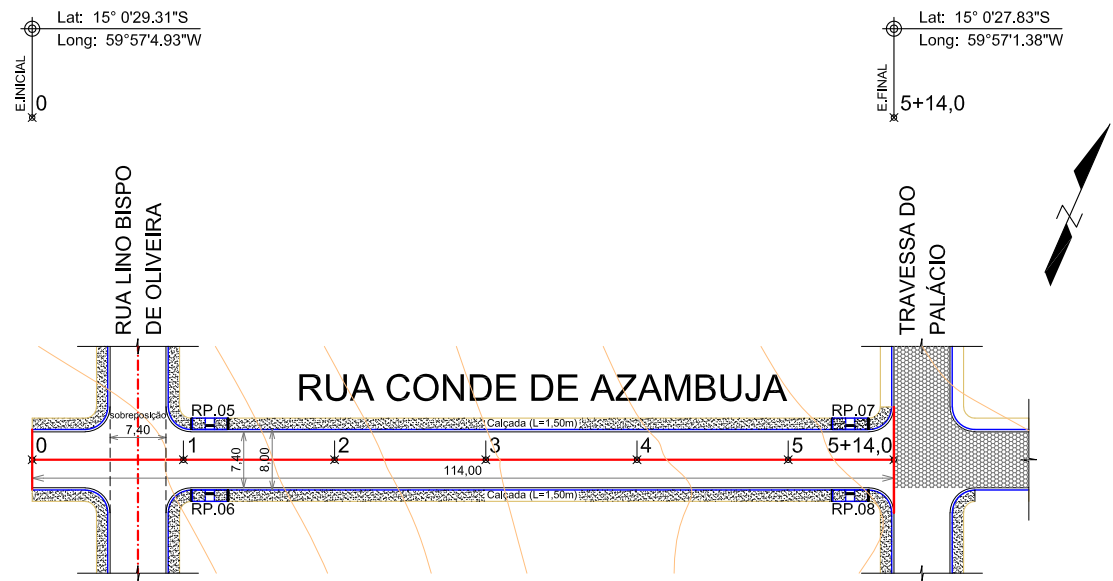 Lat: 15° 0'29.31"S
Long: 59°57'4.93"W
E.INICIAL
0
Lat: 15° 0'27.83"S
Long: 59°57'1.38"W
E.FINAL
5+14,0
RUA LINO BISPO
DE OLIVEIRA
TRAVESSA DO
PALÁCIO
N
RUA CONDE DE AZAMBUJA
sobreposição
7,40
RP.05
Calçada (L=1,50m)
RP.07
0
1
2
3
4
5
5+14,0
7,40
8,00
114,00
RP.06
Calçada (L=1,50m)
RP.08